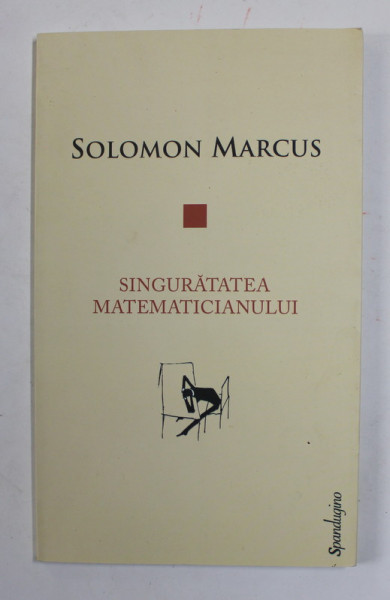 SOLOMON MARCUS
SINGURĂTATEA
MATEMATICIANULUI
Spandugino